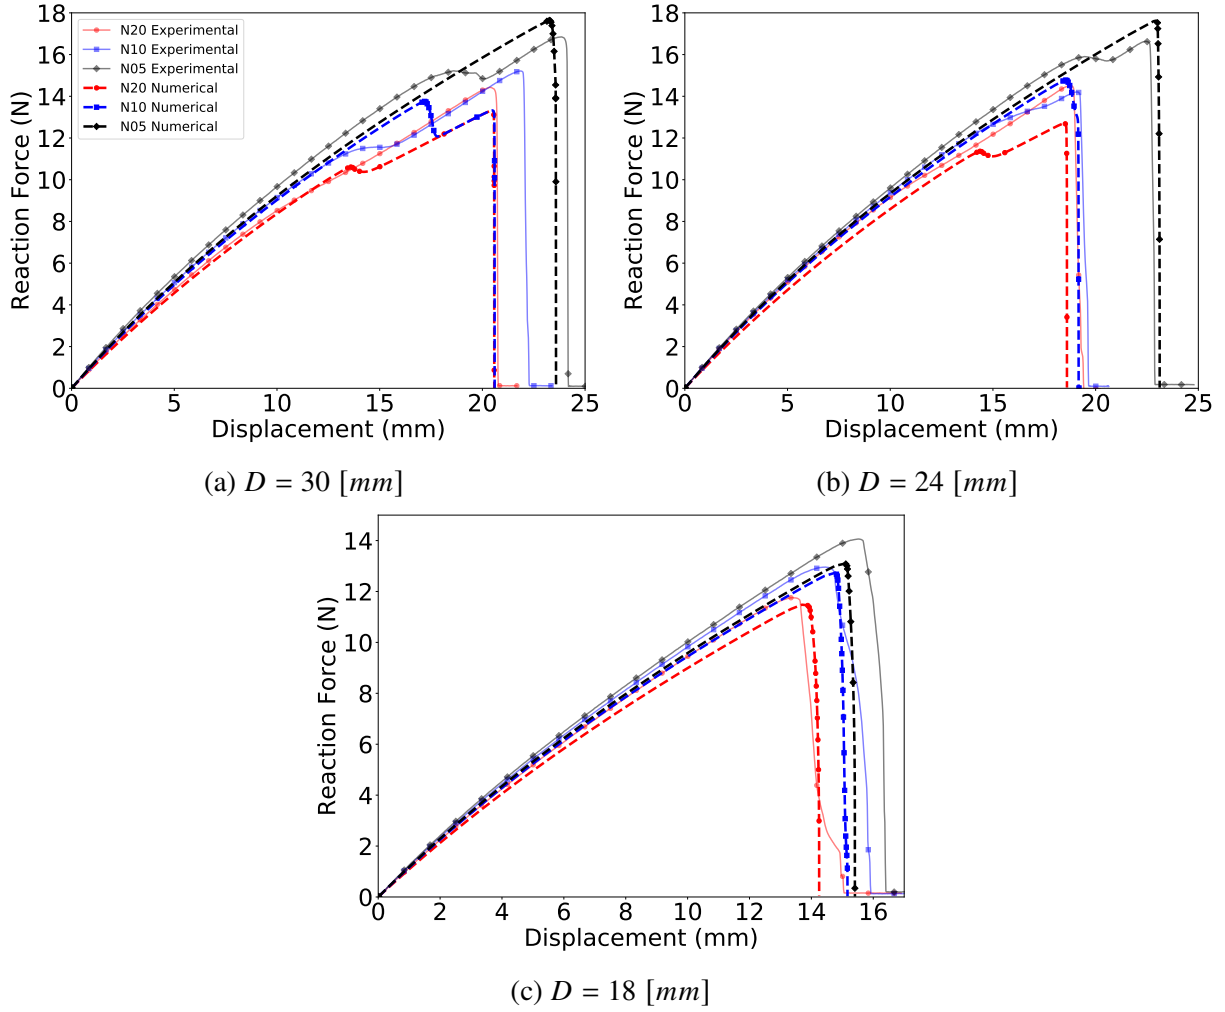 18
16
14
12
10
8
6
4
2
0
Reaction Force (N)
N20 Experimental
N10 Experimental
N05 Experimental
N20 Numerical
N10 Numerical
N05 Numerical
0 5 10 15 20 25
Displacement (mm)
(a) D = 30 [mm]
18
16
14
12
10
8
6
4
2
0
Reaction Force (N)
0 5 10 15 20 25
Displacement (mm)
(b) D = 24 [mm]
14
12
10
8
6
4
2
0
Reaction Force (N)
0 2 4 6 8 10 12 14 16
Displacement (mm)
(c) D = 18 [mm]